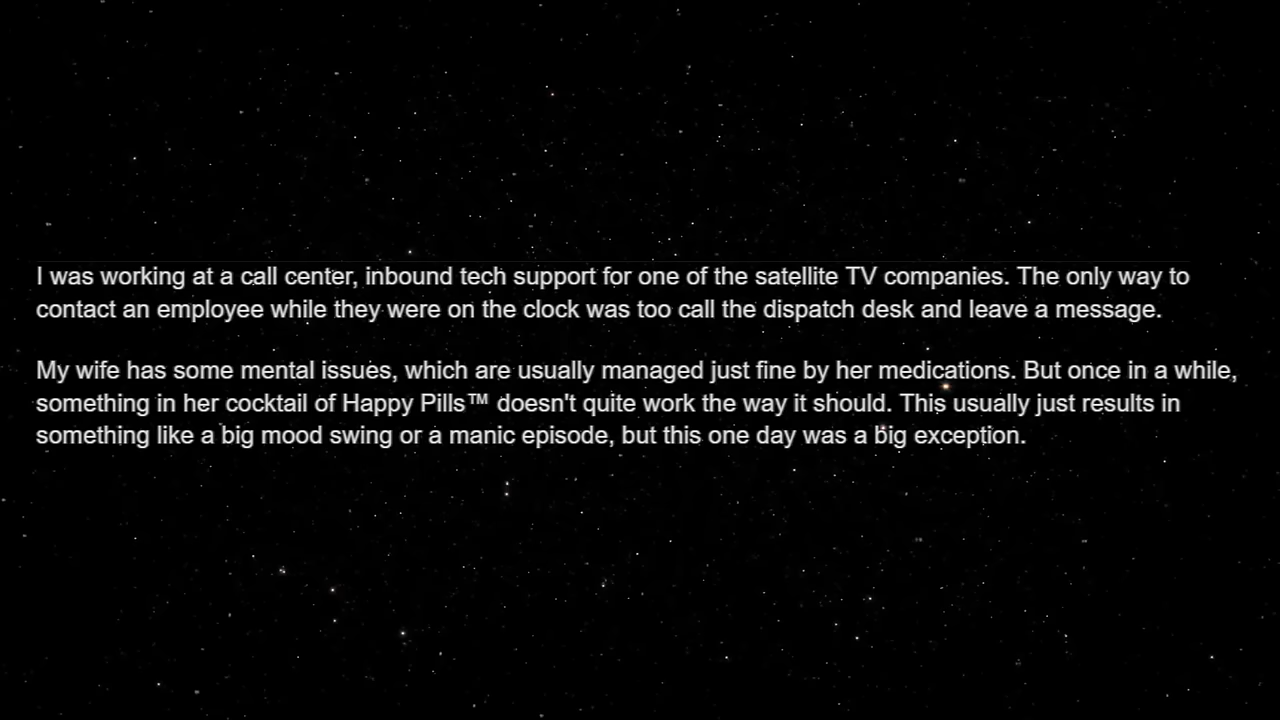 I was working at a call center, inbound tech support for one of the satellite TV companies. The only way to
contact an employee while they were on the clock was too call the dispatch desk and leave a message.
My wife has some mental issues, which are usually managed just fine by her medications. But once in a while,
something in her cocktail of Happy Pills™ doesn't quite work the way it should. This usually just results in
something like a big mood swing or a manic episode, but this one day was a big exception.